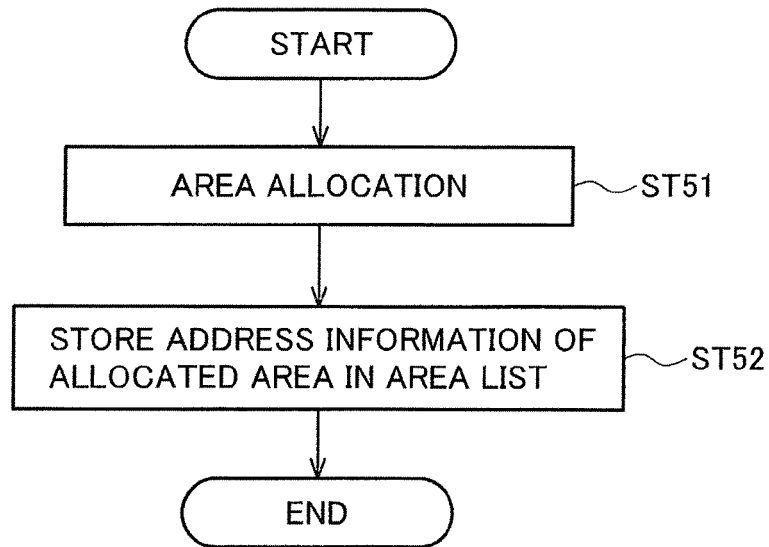 START
AREA ALLOCATION
ST51
STORE ADDRESS INFORMATION OF
ALLOCATED AREA IN AREA LIST
ST52
END